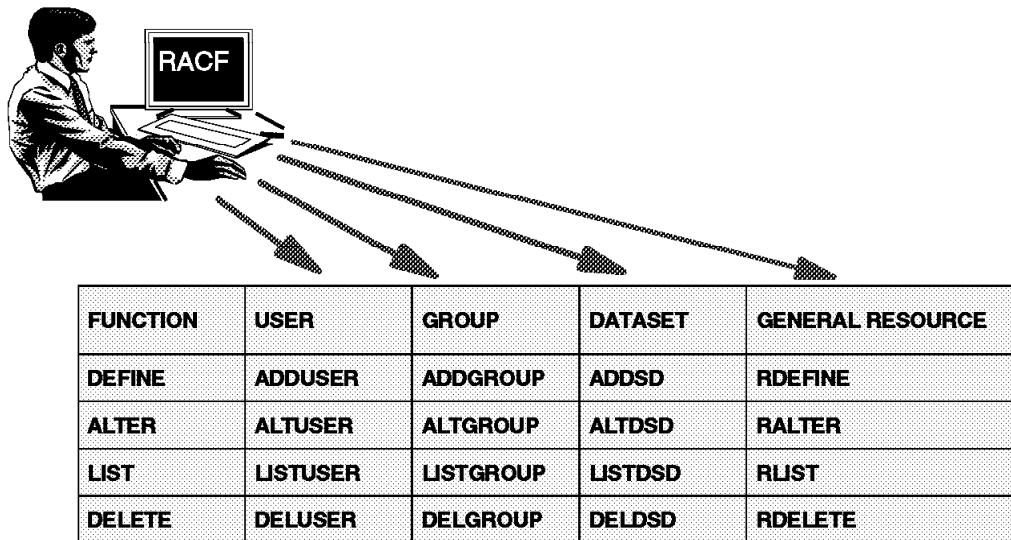 RACF
FUNCTION USER GROUP DATASET GENERAL RESOURCE
DEFINE ADDUSER ADDGROUP ADDSD RDEFINE
ALTER ALTUSER ALTGROUP ALTDSD RALTER
LIST LISTUSER LISTGROUP LISTDSD RLIST
DELETE DELUSER DELGROUP DELDSD RDELETE